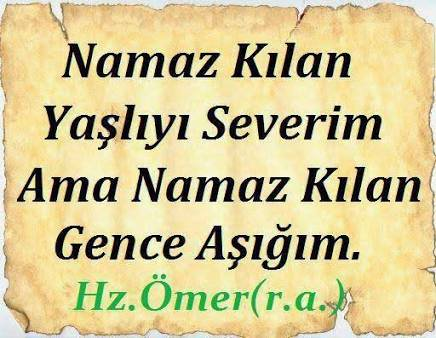 Namaz Kılan
Yaşlıyı Severim
Ama Namaz Kılan
Gence Aşığım.
Hz.Ömer(r.a.)